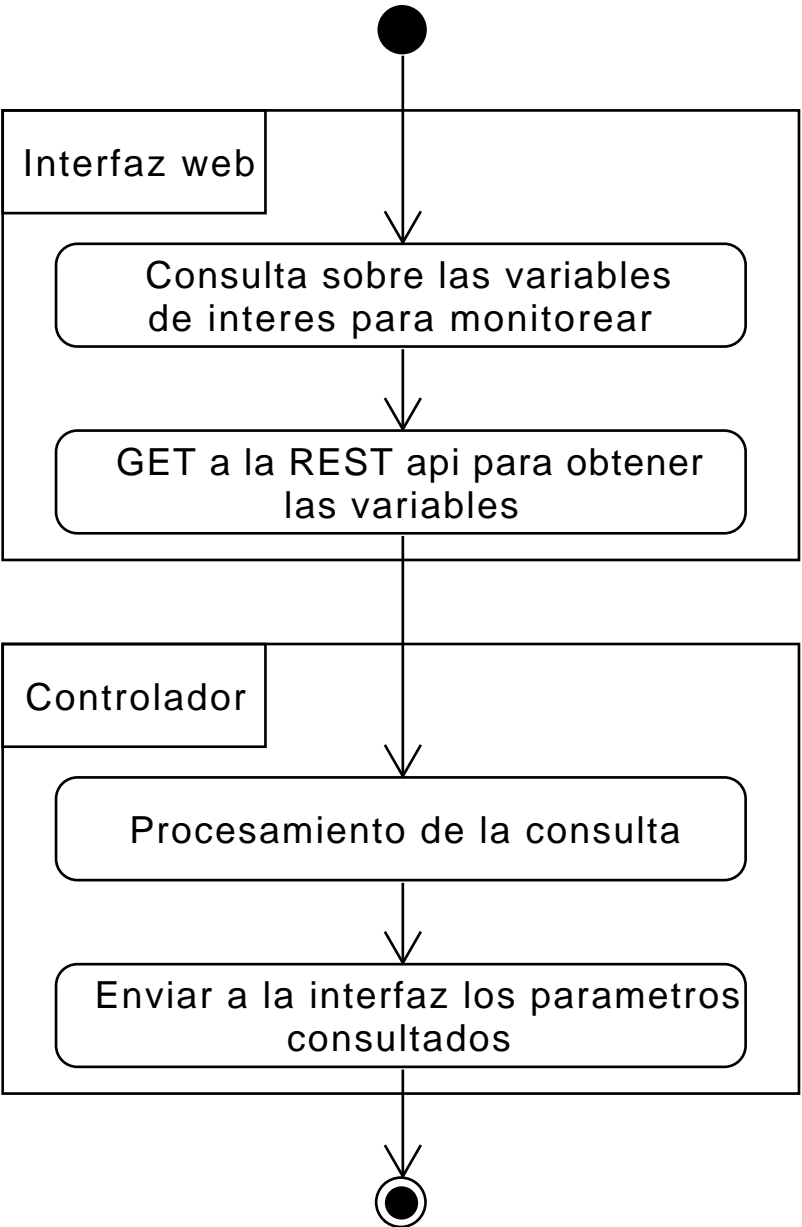 Interfaz web
Consulta sobre las variables
de interes para monitorear
GET a la REST api para obtener
las variables
Controlador
Procesamiento de la consulta
Enviar a la interfaz los parametros
consultados